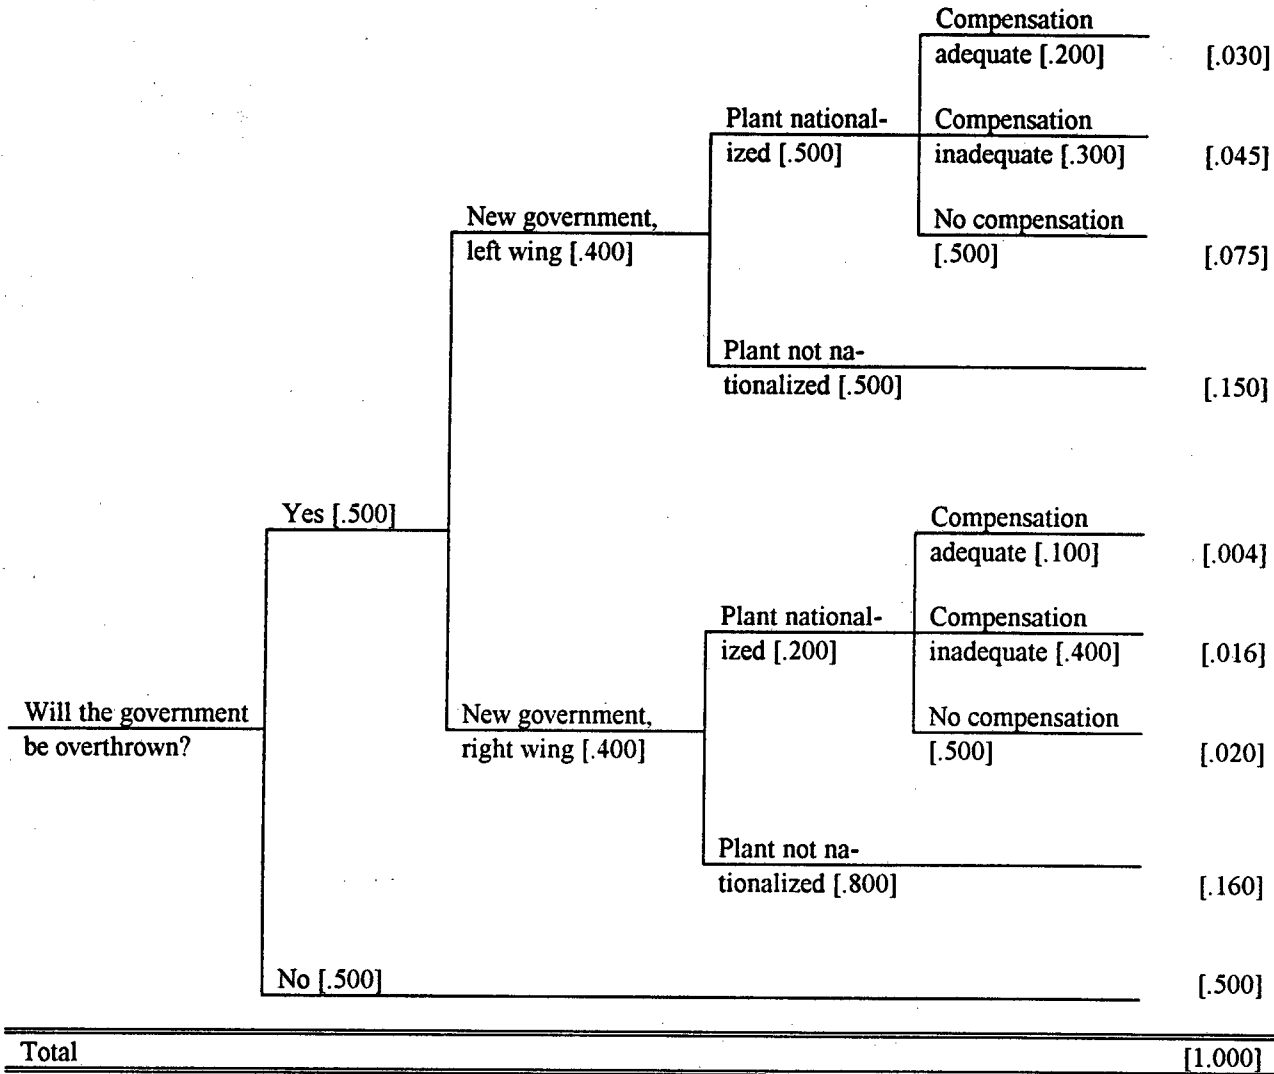 Compensation
adequate [.200] [.030]
Plant national- Compensation
ized [.500] inadequate [.300] [.045]
New government, No compensation
left wing [.400] [.500] [.075]
Plant not na-
tionalized [.500] [.150]
Yes [.500] Compensation
adequate [.100] [.004]
Plant national- Compensation
ized [.200] inadequate [.400] [.016]
Will the government New government, No compensation
be overthrown? right wing [.400] [.500] [.020]
Plant not na-
tionalized [.800] [.160]
No [.500] [.500]
Total [1.000]